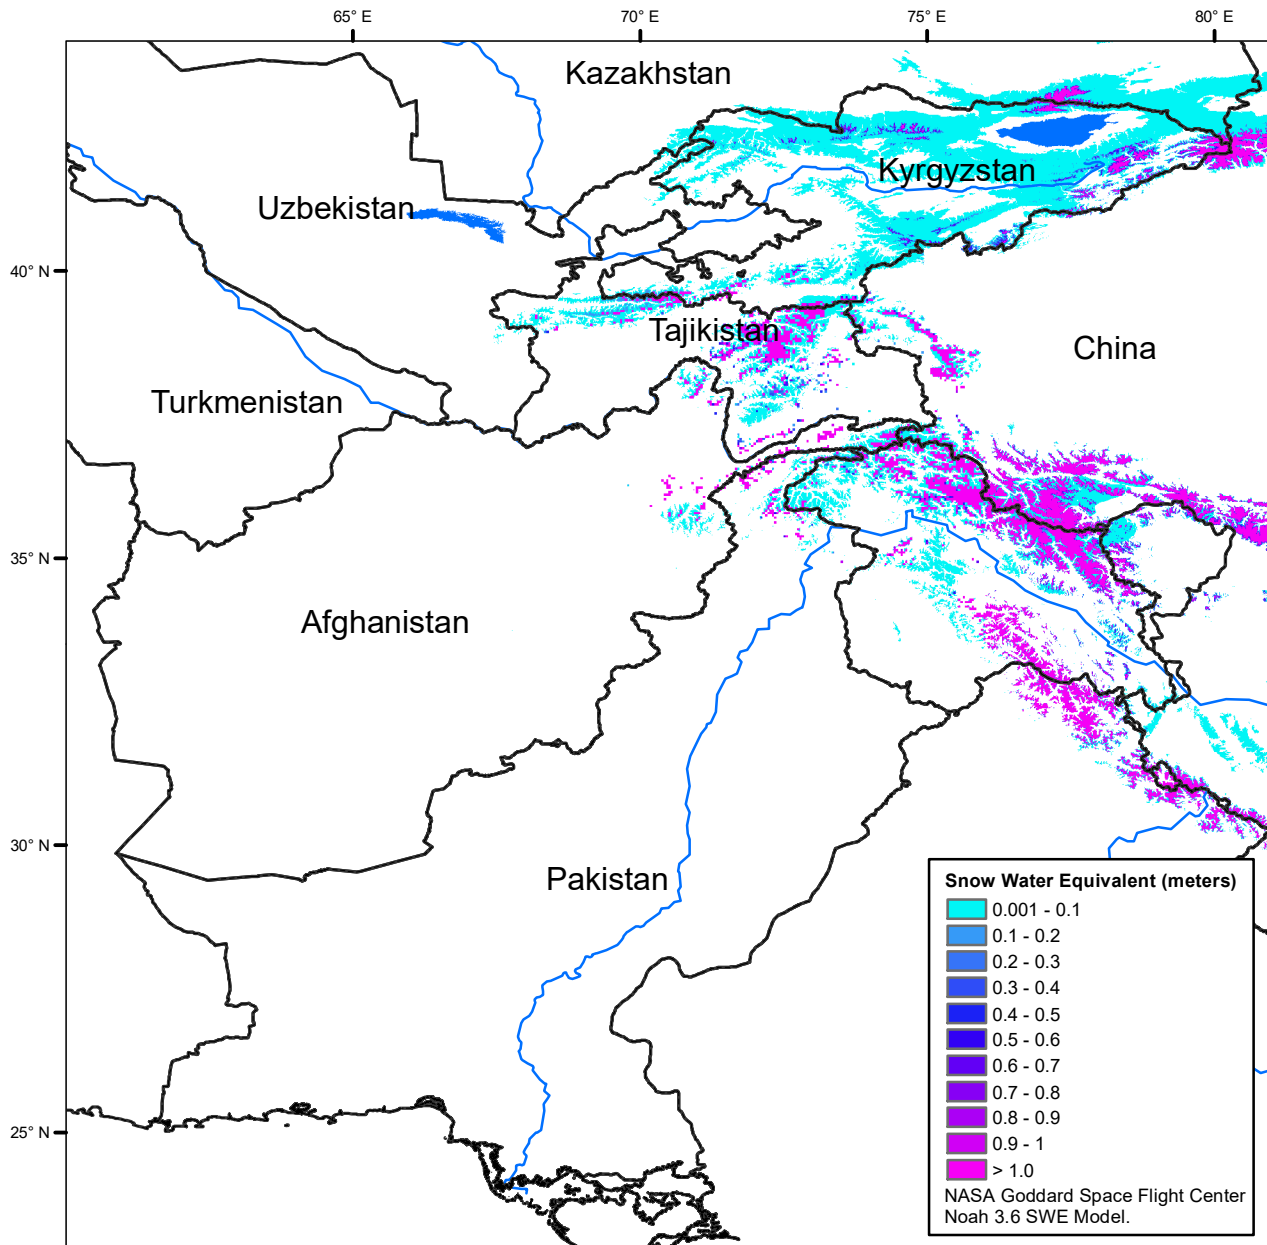 65° E
70° E
75° E
80° E
Kazakhstan
Kyrgyzstan
Uzbekistan
40° N
Tajikistan
China
Turkmenistan
35° N
Afghanistan
30° N
Pakistan
25° N
Snow Water Equivalent (meters)
0.001 - 0.1
0.1 - 0.2
0.2 - 0.3
0.3 - 0.4
0.4 - 0.5
0.5 - 0.6
0.6 - 0.7
0.7 - 0.8
0.8 - 0.9
0.9 - 1
> 1.0
NASA Goddard Space Flight Center
Noah 3.6 SWE Model.